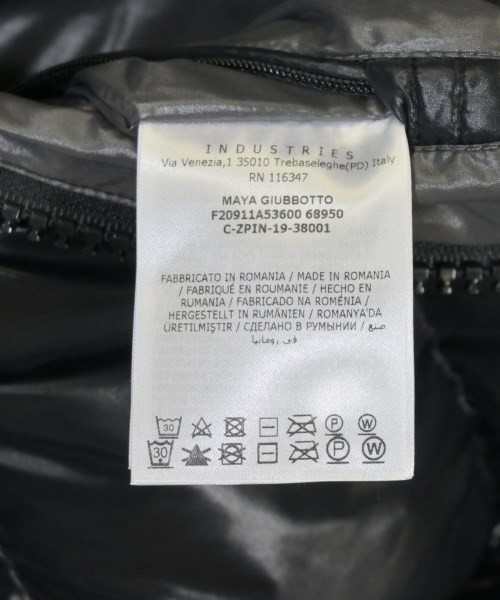 INDUSTRIES
Via Venezia,1 35010 Trebaseleghe(PD) Italy
RN 116347
MAYA GIUBBOTTO
F20911A53600 68950
C-ZPIN-19-38001
FABBRICATO IN ROMANIA / MADE IN ROMANIA
/ FABRIQUÉ EN ROUMANIE / HECHO EN
RUMANIA / FABRICADO NA ROMÉNIA /
HERGESTELLT IN RUMÄNIEN / ROMANYA'DA
ÜRETILMIŞTIR / СДЕЛАНО В РУМЫНИИ / صنع
في رومانيا
30 P W
30 P W